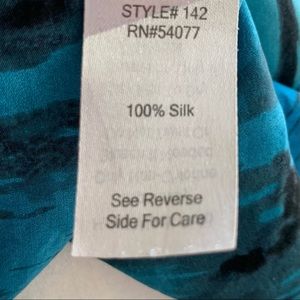 STYLE# 142
RN#54077
100% Silk
See Reverse
Side For Care